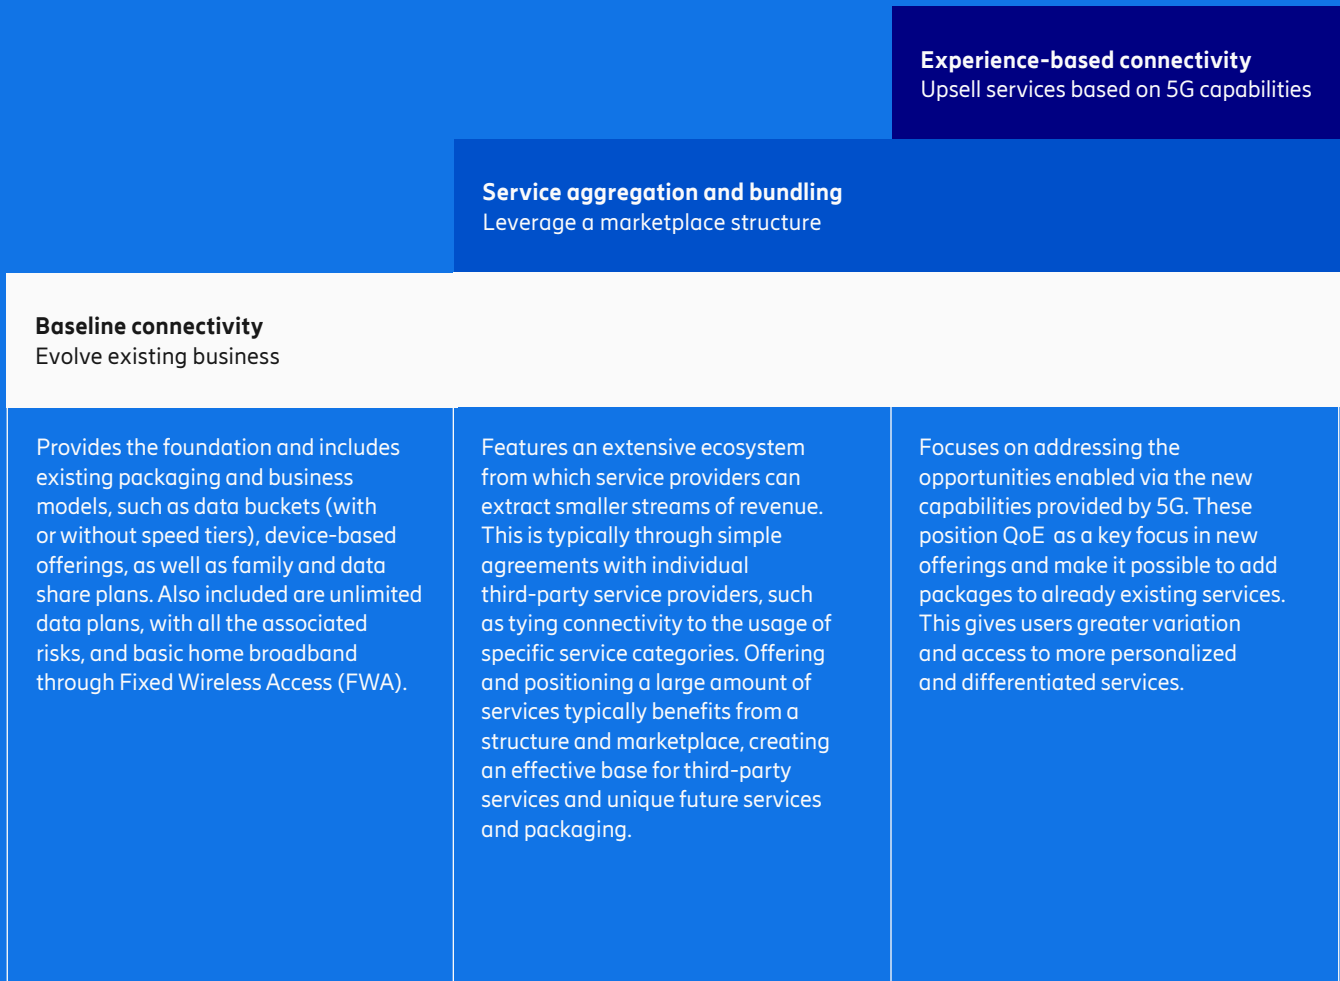 Experience-based connectivity
Upsell services based on 5G capabilities
Service aggregation and bundling
Leverage a marketplace structure
Baseline connectivity
Evolve existing business
Provides the foundation and includes
existing packaging and business
models, such as data buckets (with
or without speed tiers), device-based
offerings, as well as family and data
share plans. Also included are unlimited
data plans, with all the associated
risks, and basic home broadband
through Fixed Wireless Access (FWA).
Features an extensive ecosystem
from which service providers can
extract smaller streams of revenue.
This is typically through simple
agreements with individual
third-party service providers, such
as tying connectivity to the usage of
specific service categories. Offering
and positioning a large amount of
services typically benefits from a
structure and marketplace, creating
an effective base for third-party
services and unique future services
and packaging.
Focuses on addressing the
opportunities enabled via the new
capabilities provided by 5G. These
position QoE as a key focus in new
offerings and make it possible to add
packages to already existing services.
This gives users greater variation
and access to more personalized
and differentiated services.